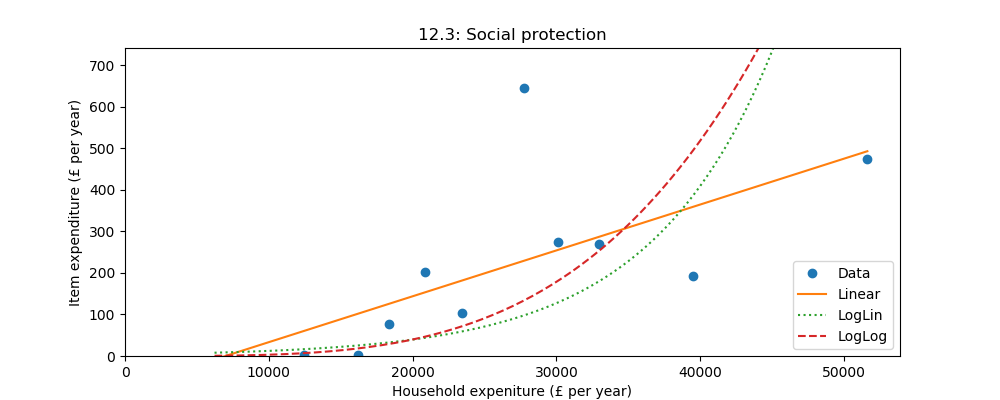 12.3: Social protection
Item expenditure (£ per year)
700
600
500
400
300
200
100
0
0 10000 20000 30000 40000 50000
Household expeniture (£ per year)
Data
Linear
LogLin
LogLog